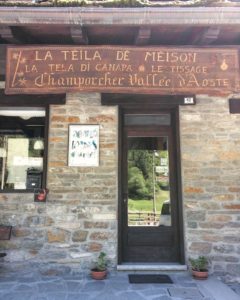 LA TEILA DE MEISON
LA TELA DI CANAPA - LE TISSAGE
Champorcher Vallée d'Aoste